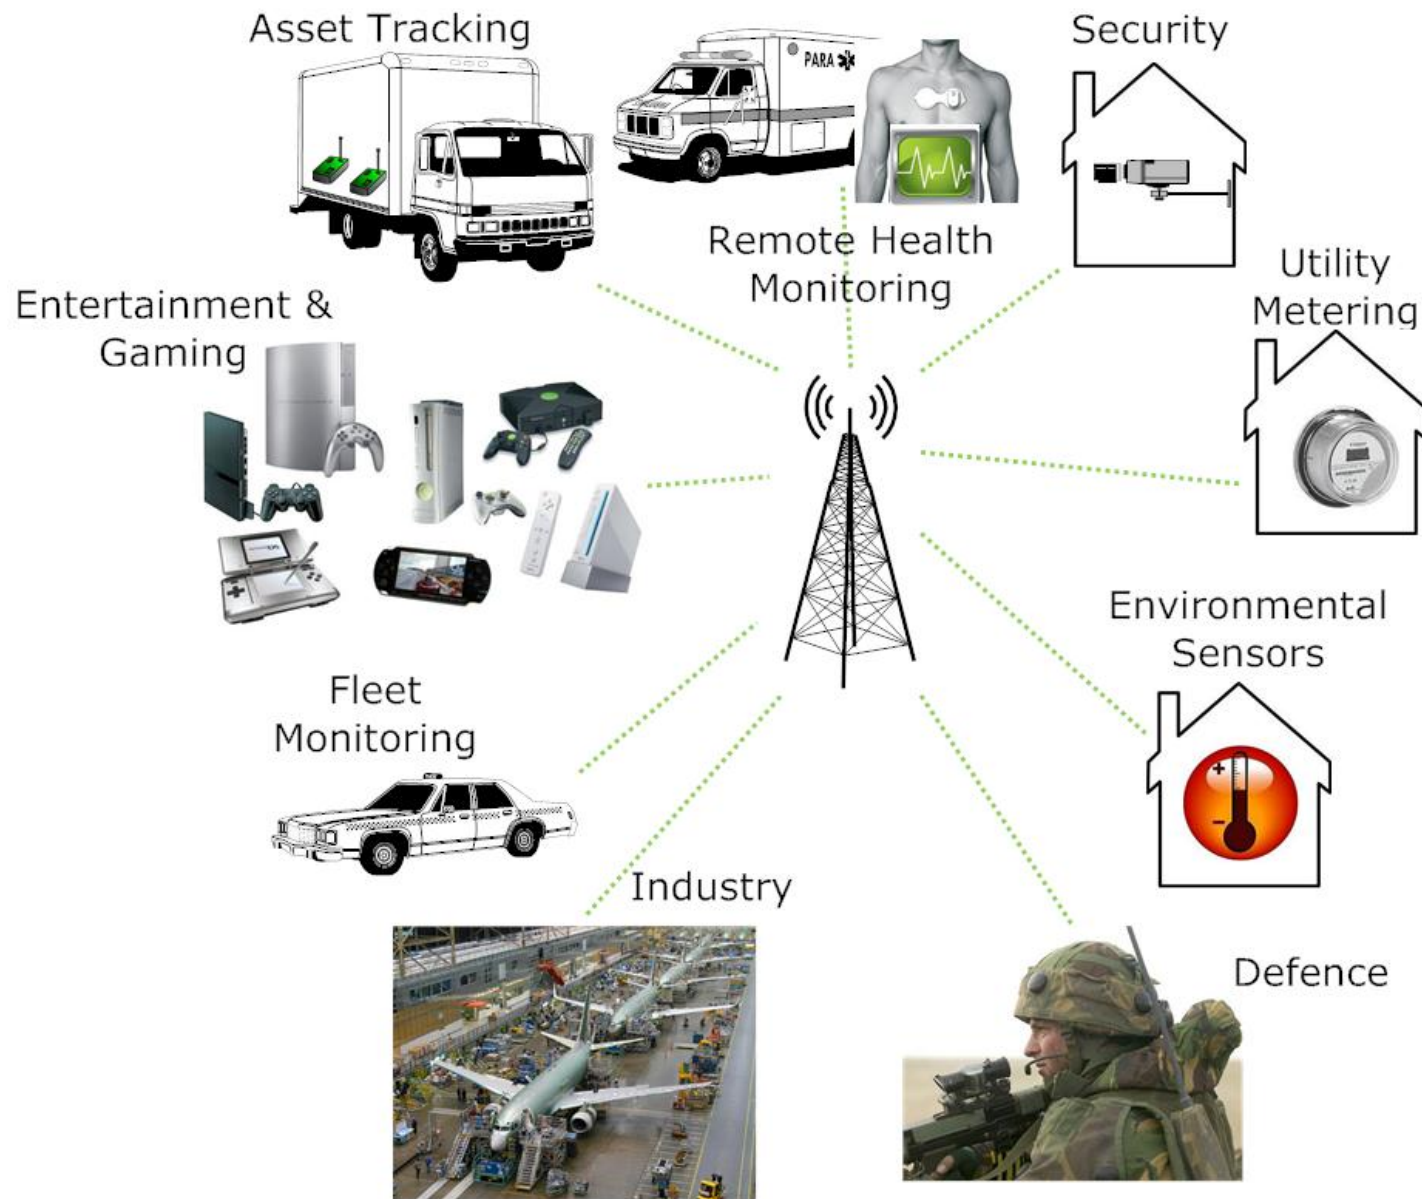 Asset Tracking
PARA
Security
Remote Health
Monitoring
Utility
Metering
Entertainment &
Gaming
Environmental
Sensors
Fleet
Monitoring
Industry
Defence